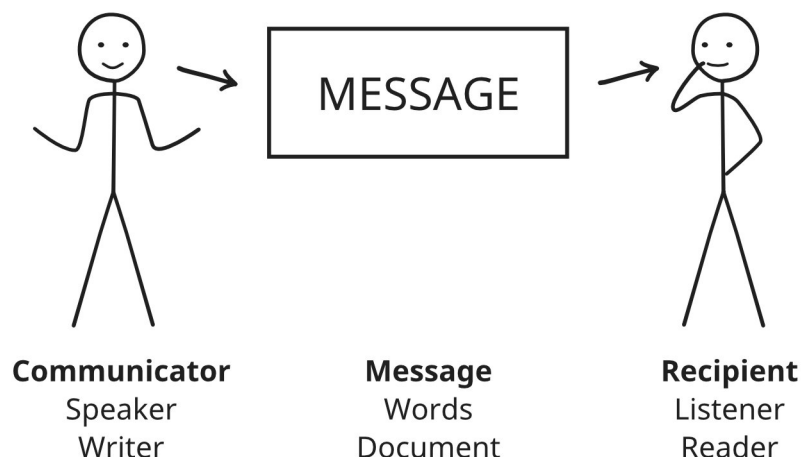 MESSAGE
Communicator
Speaker
Writer
Message
Words
Document
Recipient
Listener
Reader